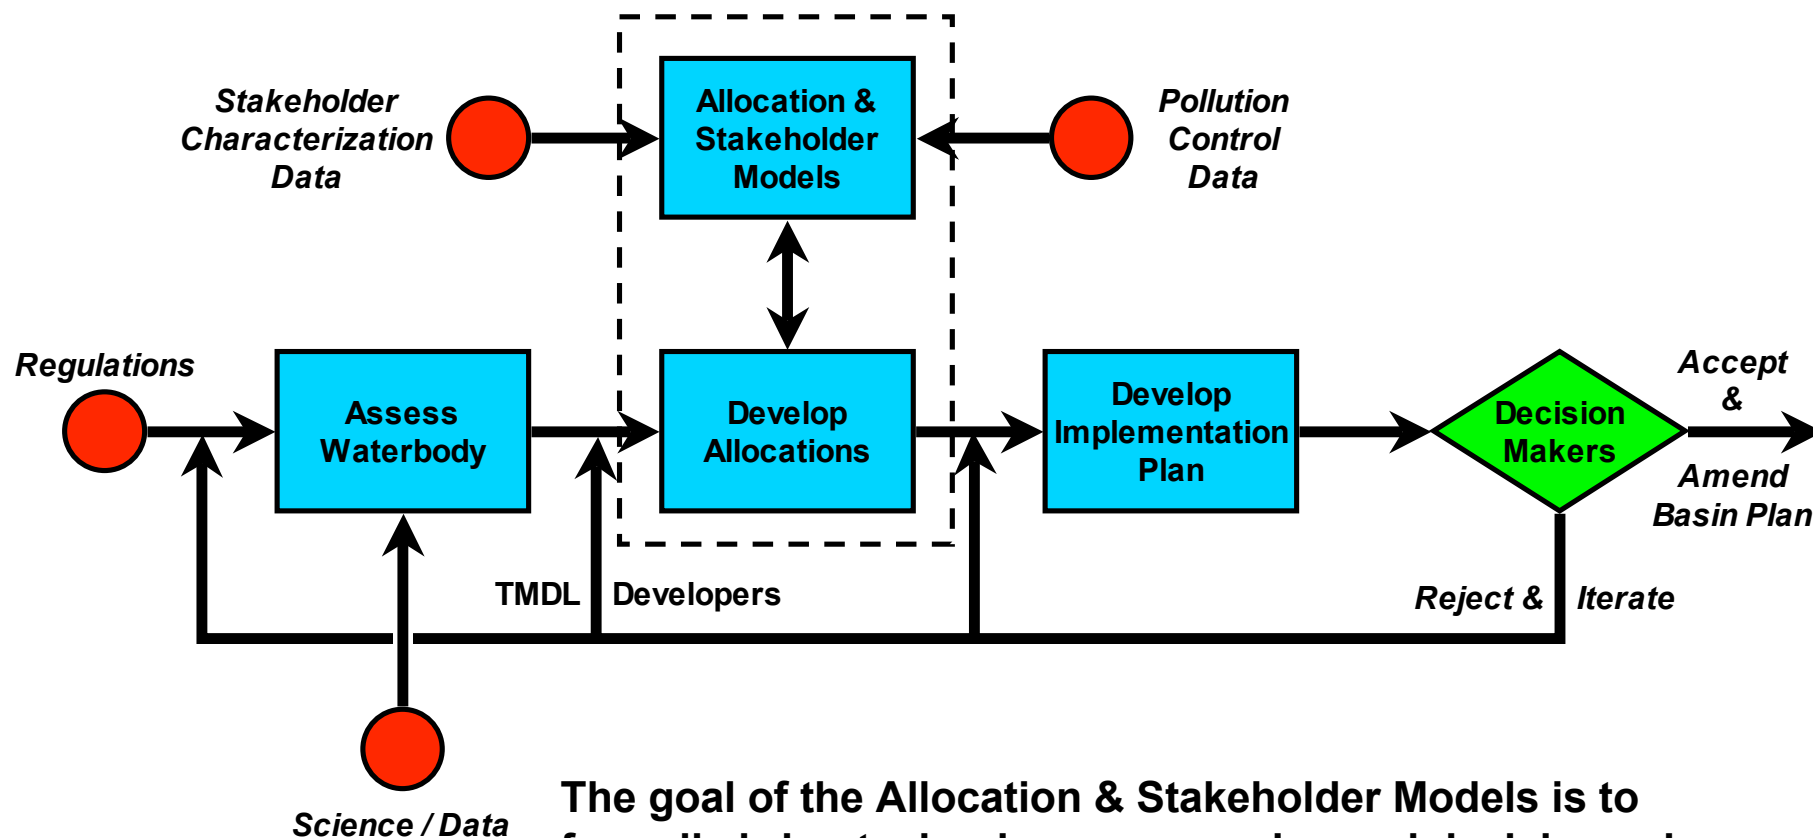 Stakeholder
Characterization
Data
Allocation &
Stakeholder
Models
Pollution
Control
Data
Regulations
Assess
Waterbody
Develop
Allocations
Develop
Implementation
Plan
Decision
Makers
Accept
&
Amend
Basin Plan
TMDL Developers
Reject & Iterate
Science / Data
The goal of the Allocation & Stakeholder Models is to